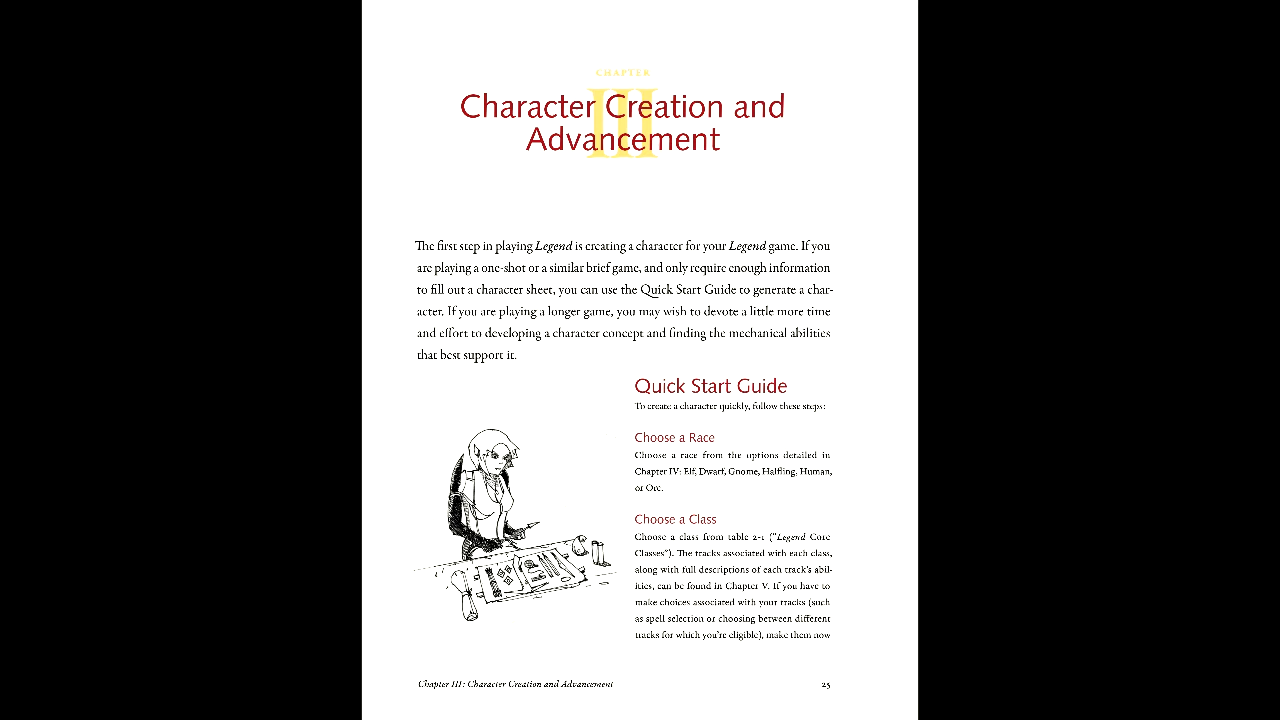 CHAPTER
III
Character Creation and
Advancement
The first step in playing Legend is creating a character for your Legend game. If you
are playing a one-shot or a similar brief game, and only require enough information
to fill out a character sheet, you can use the Quick Start Guide to generate a char-
acter. If you are playing a longer game, you may wish to devote a little more time
and effort to developing a character concept and finding the mechanical abilities
that best support it.
Quick Start Guide
To create a character quickly, follow these steps:
Choose a Race
Choose a race from the options detailed in
Chapter IV: Elf, Dwarf, Gnome, Halfling, Human,
or Orc.
Choose a Class
Choose a class from table 2-1 ("Legend Core
Classes"). The tracks associated with each class,
along with full descriptions of each track's abil-
ities, can be found in Chapter V. If you have to
make choices associated with your tracks (such
as spell selection or choosing between different
tracks for which you're eligible), make them now
Chapter III: Character Creation and Advancement 25